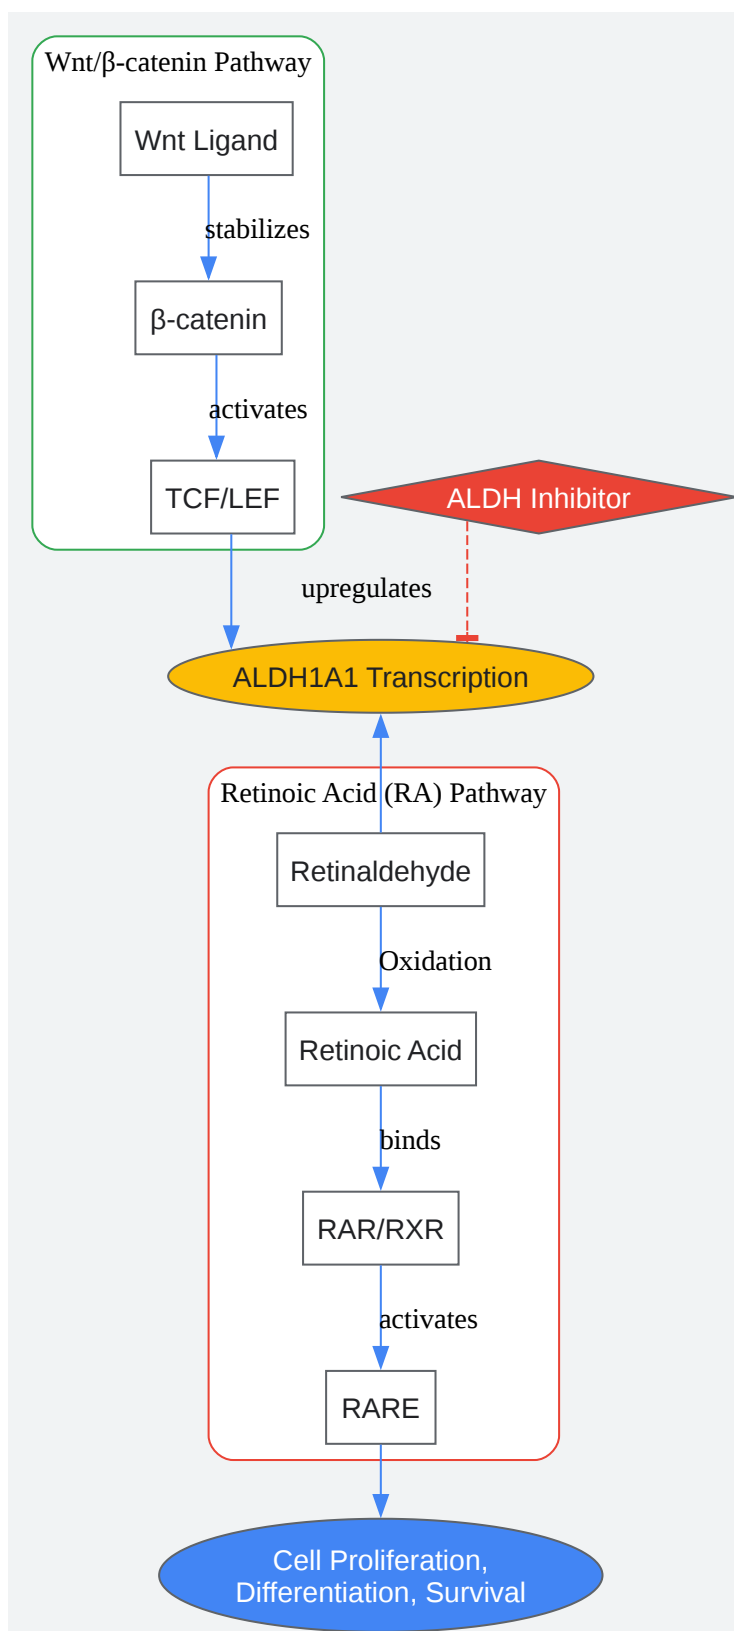 Wnt/β-catenin Pathway
Wnt Ligand
stabilizes
β-catenin
activates
TCF/LEF
ALDH Inhibitor
upregulates
ALDH1A1 Transcription
Retinoic Acid (RA) Pathway
Retinaldehyde
Oxidation
Retinoic Acid
binds
RAR/RXR
activates
RARE
Cell Proliferation,
Differentiation, Survival